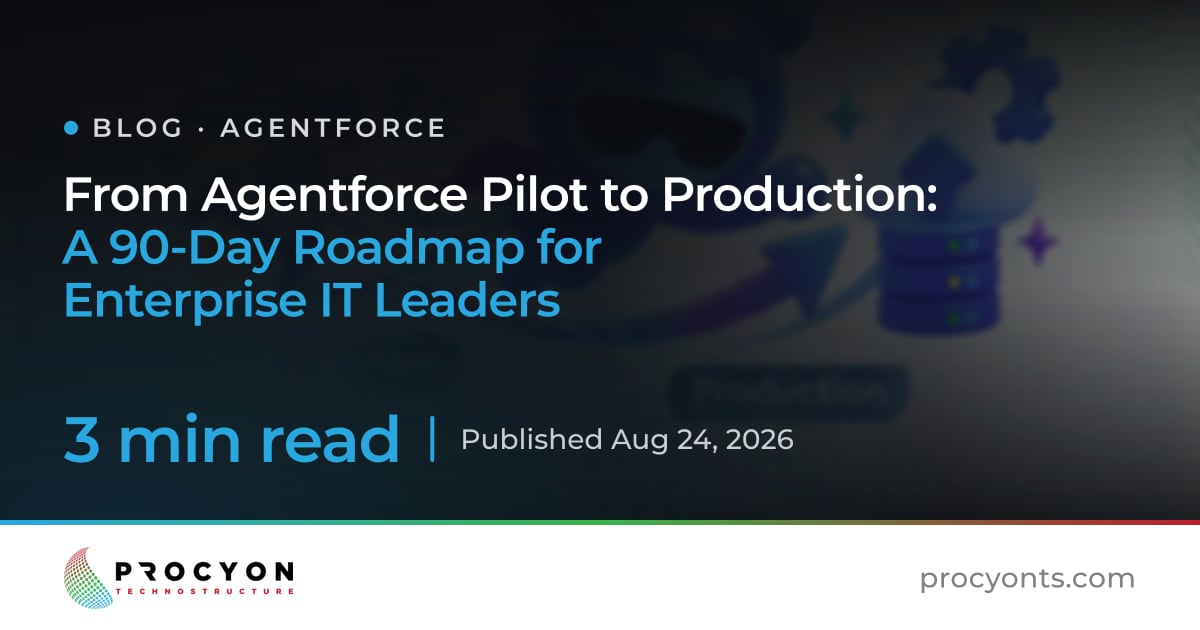 BLOG · AGENTFORCE
From Agentforce Pilot to Production:
A 90-Day Roadmap for
Enterprise IT Leaders
Production
3 min read
Published Aug 24, 2026
PROCYON
TECHNOSTRUCTURE
procyonts.com